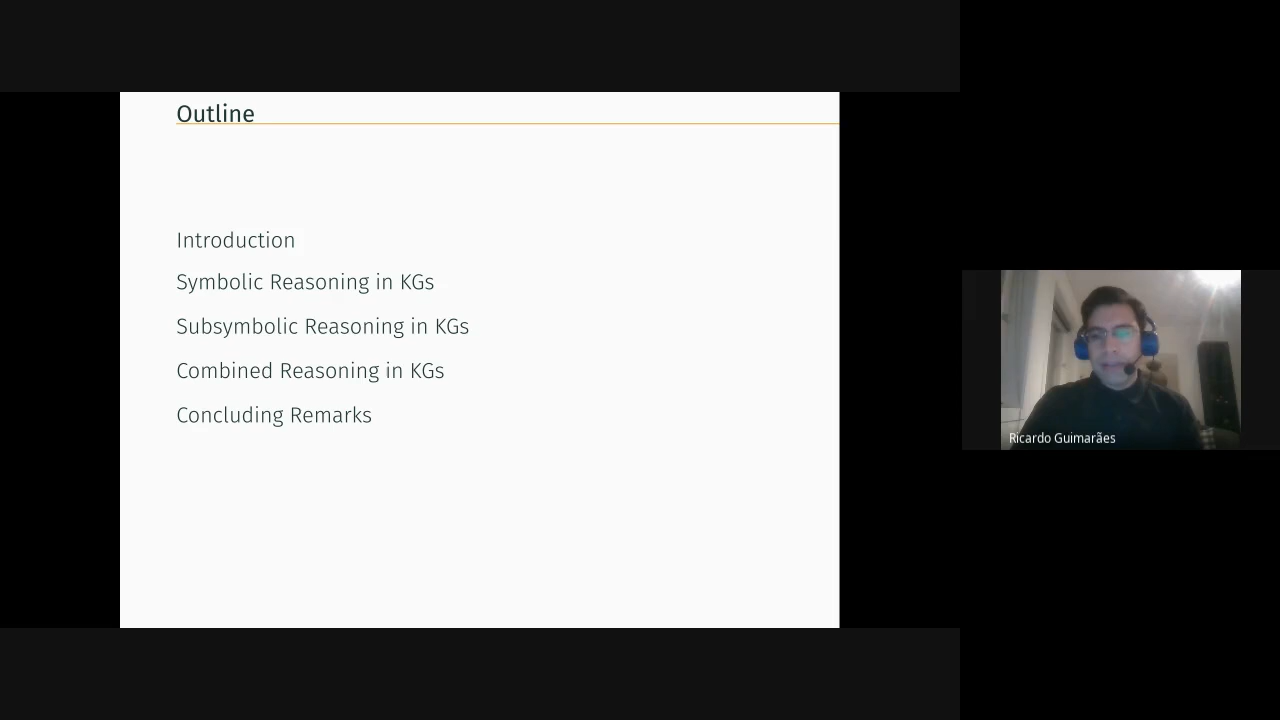 Outline
Introduction
Symbolic Reasoning in KGs
Subsymbolic Reasoning in KGs
Combined Reasoning in KGs
Concluding Remarks
Ricardo Guimarães